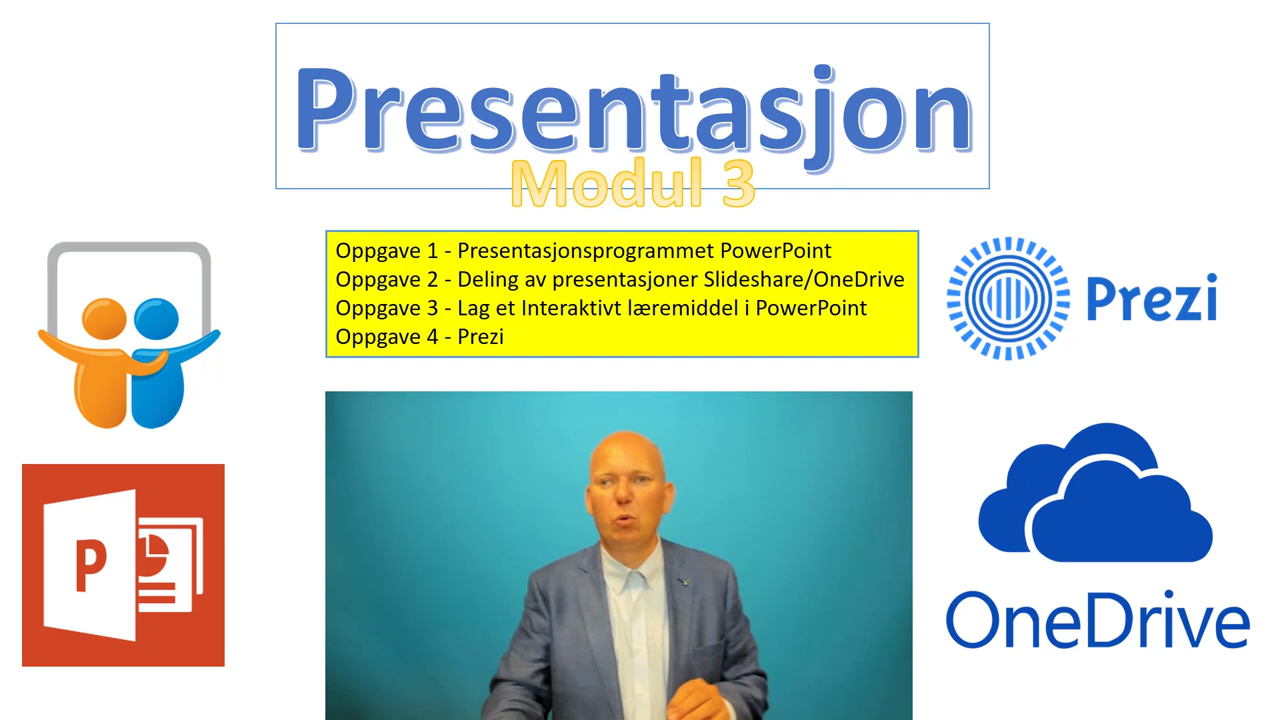 Presentasjon
Modul 3
Oppgave 1 - Presentasjonsprogrammet PowerPoint
Oppgave 2 - Deling av presentasjoner Slideshare/OneDrive
Oppgave 3 - Lag et Interaktivt læremiddel i PowerPoint
Oppgave 4 - Prezi
Prezi
P
OneDrive